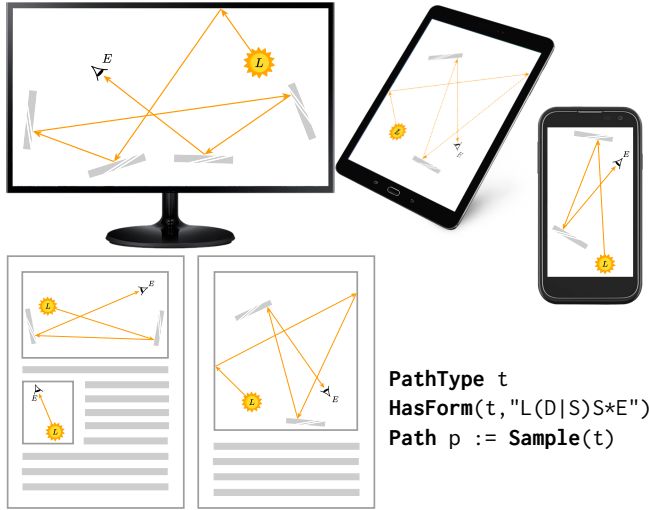 E
L
L
E
E
L
L
E
E
L
L
E
PathType t
HasForm(t,"L(D|S)S*E")
Path p := Sample(t)